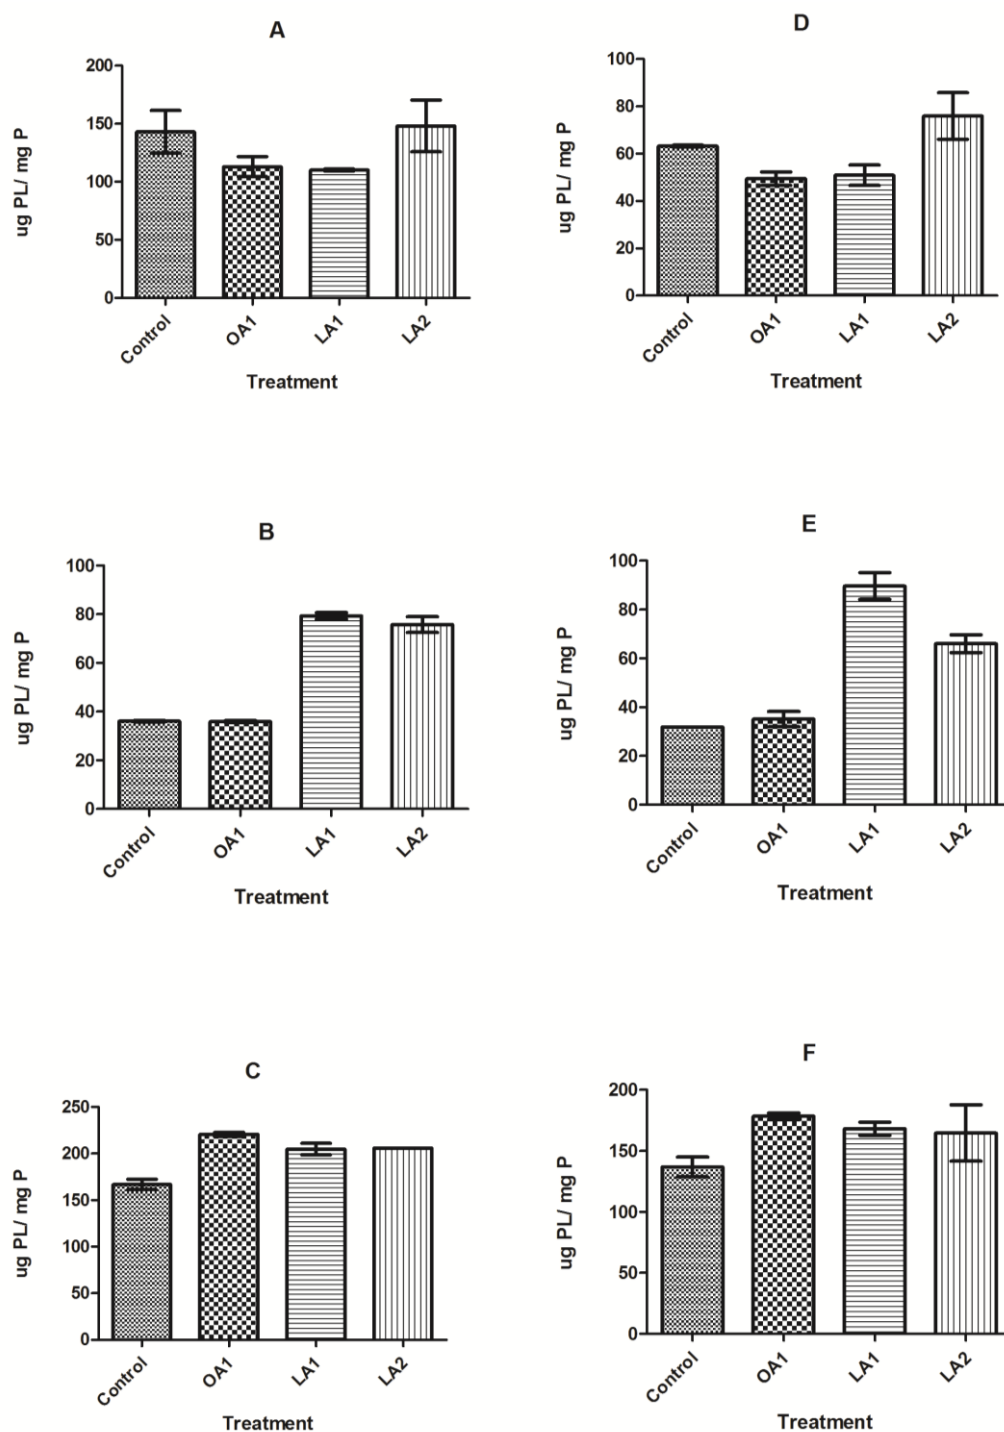 A
ug PL/ mg P
200
150
100
50
0
Control
OA1
LA1
LA2
Treatment
D
ug PL/ mg P
100
80
60
40
20
0
Control
OA1
LA1
LA2
Treatment
B
ug PL/ mg P
100
80
60
40
20
0
Control
OA1
LA1
LA2
Treatment
E
ug PL/ mg P
100
80
60
40
20
0
Control
OA1
LA1
LA2
Treatment
C
ug PL/ mg P
250
200
150
100
50
0
Control
OA1
LA1
LA2
Treatment
F
ug PL/ mg P
200
150
100
50
0
Control
OA1
LA1
LA2
Treatment